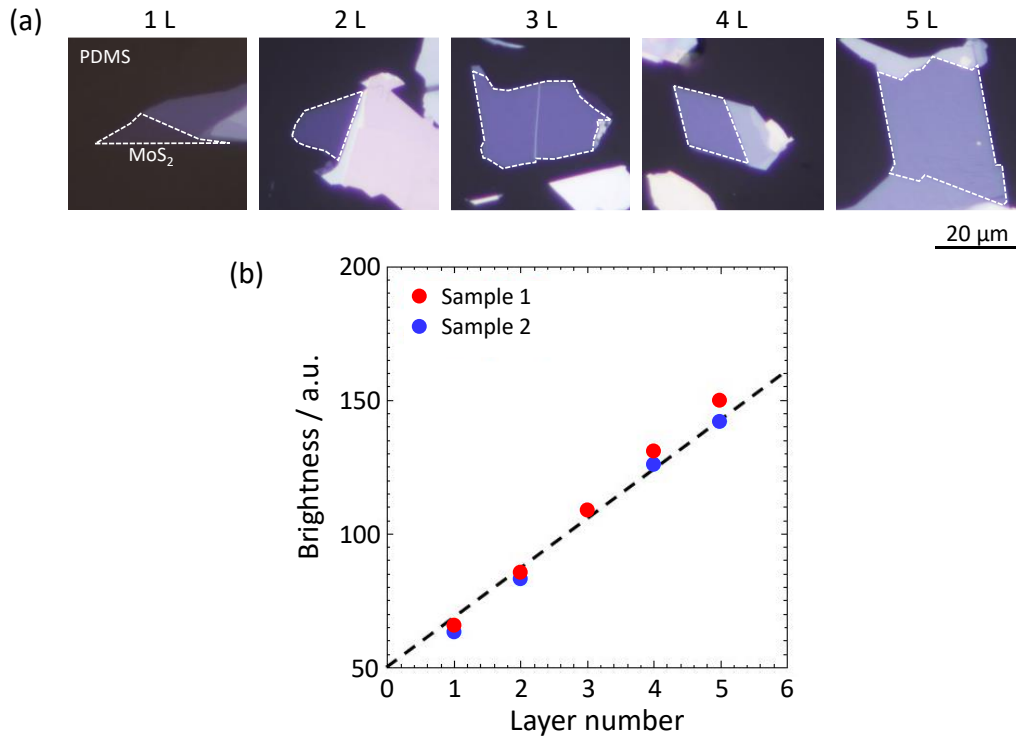 (a)
1 L
2 L
3 L
4 L
5 L
PDMS
MoS₂
20 μm
(b)
200
150
100
50
Brightness / a.u.
Sample 1
Sample 2
0
1
2
3
4
5
6
Layer number